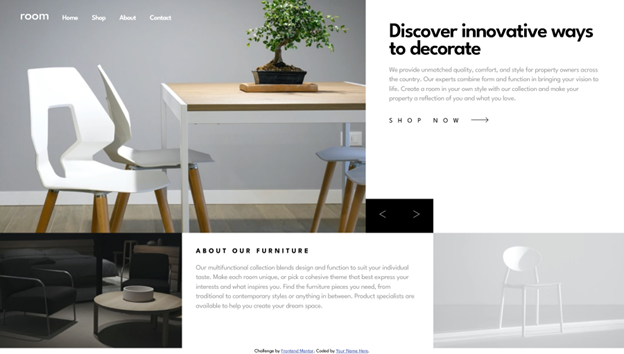 room Home Shop About Contact
Discover innovative ways
to decorate
We provide unmatched quality, comfort, and style for property owners across
the country. Our experts combine form and function in bringing your vision to
life. Create a room in your own style with our collection and make your
property a reflection of you and what you love.
SHOP NOW
ABOUT OUR FURNITURE
Our multifunctional collection blends design and function to suit your individual
taste. Make each room unique, or pick a cohesive theme that best express your
interests and what inspires you. Find the furniture pieces you need, from
traditional to contemporary styles or anything in between. Product specialists are
available to help you create your dream space.
Challenge by Frontend Mentor. Coded by Your Name Here.